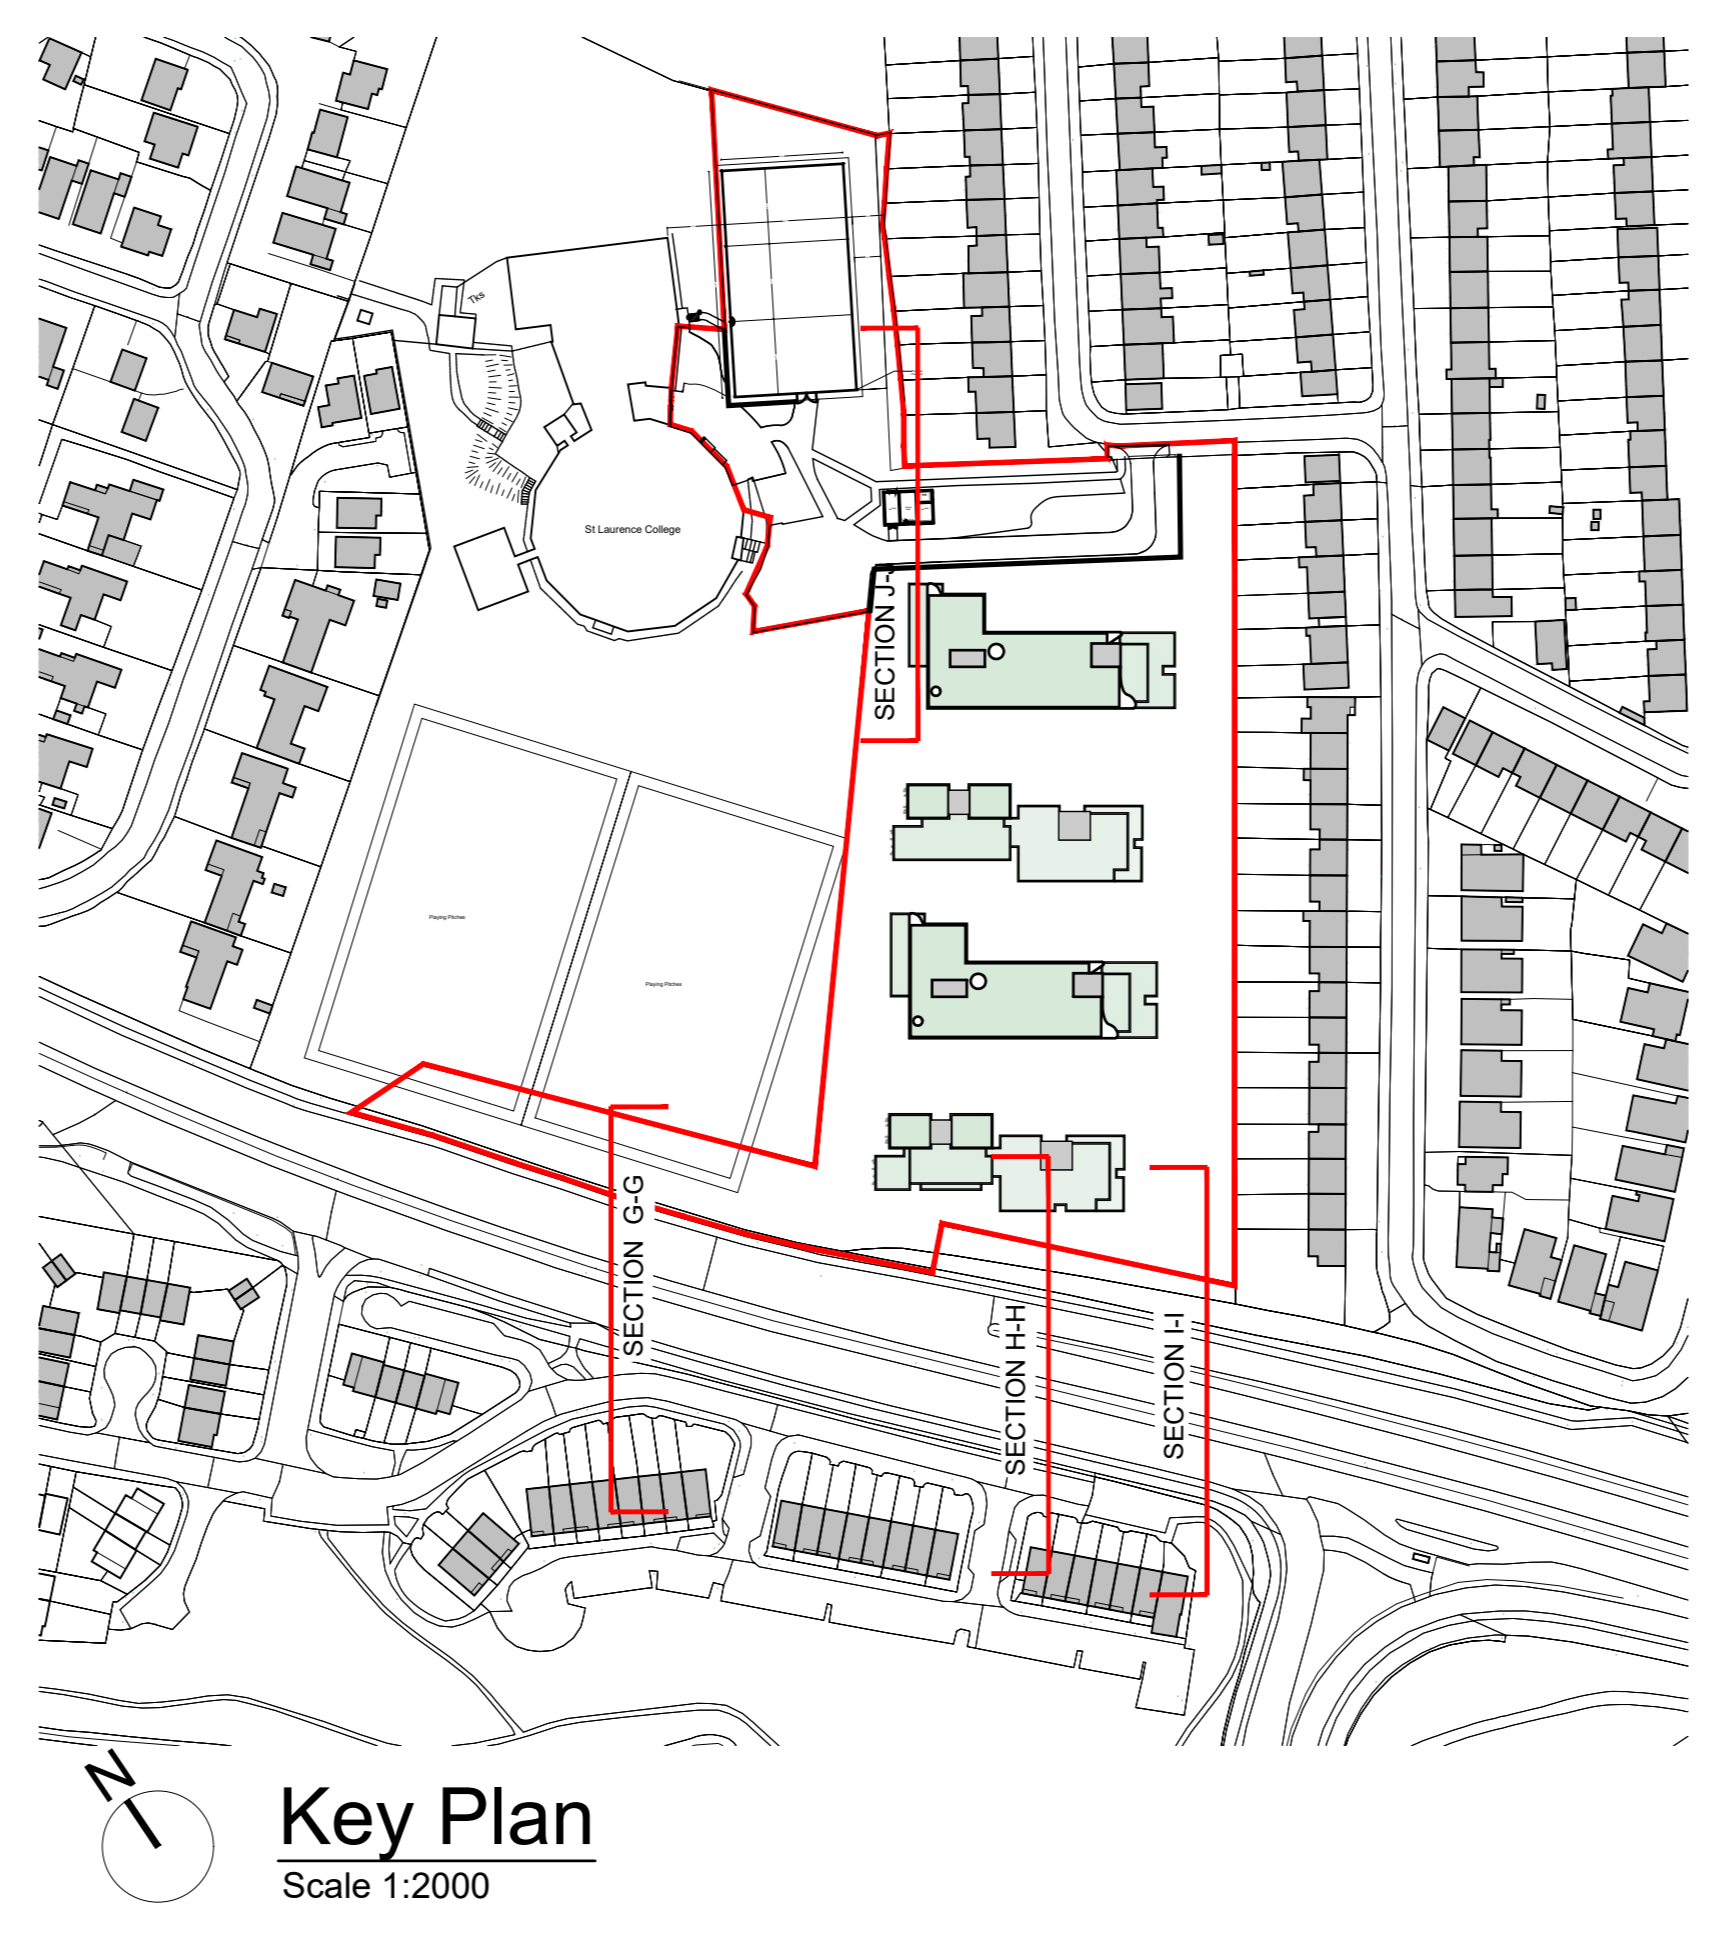 Tks
St Laurence College
SECTION J-J
Playing Pitches
Playing Pitches
SECTION G-G
SECTION H-H
SECTION I-I
N
Key Plan
Scale 1:2000